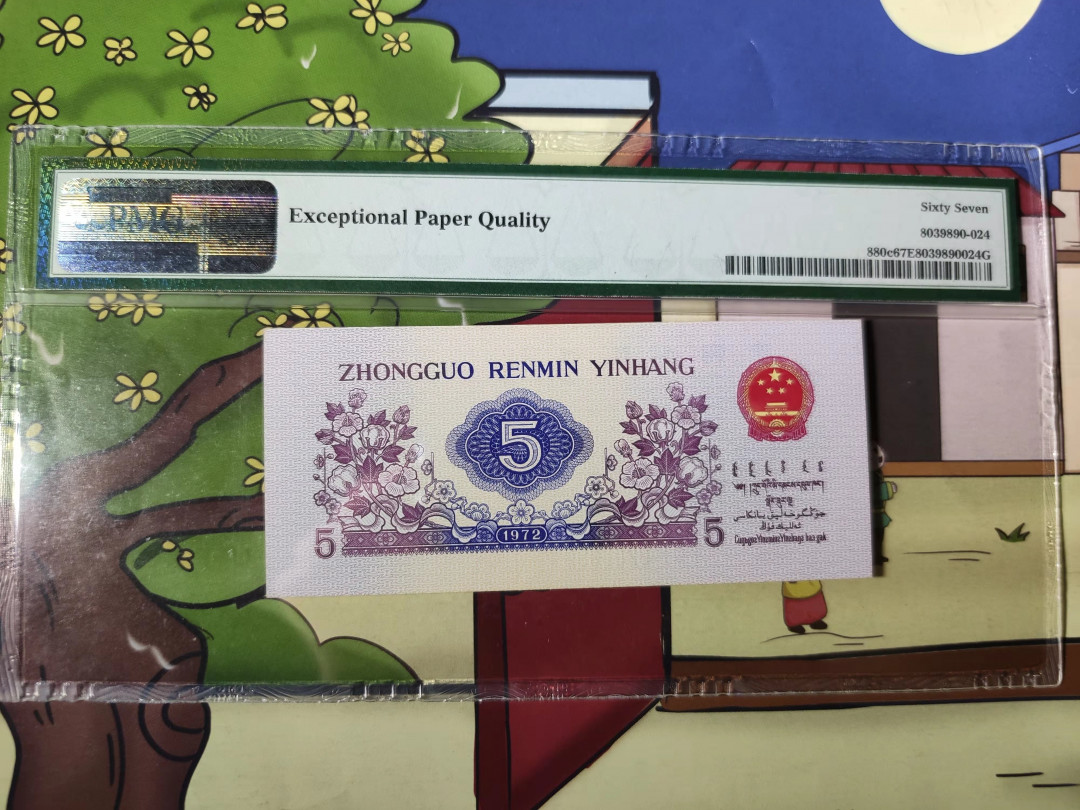 PMG
Exceptional Paper Quality
Sixty Seven
8039890-024
880c67E8039890024G
ZHONGGUO RENMIN YINHANG
5
5
5
1972